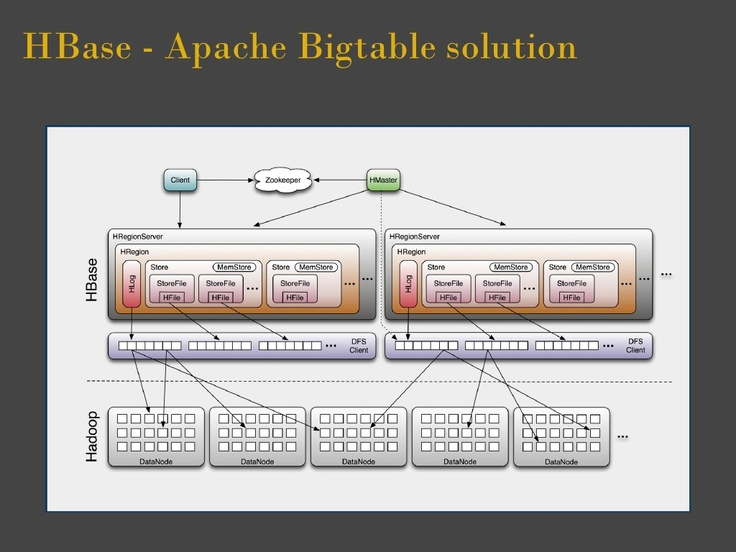 HBase - Apache Bigtable solution
Client
Zookeeper
HMaster
HBase
HRegionServer
HRegion
HLog
Store
MemStore
StoreFile
HFile
StoreFile
HFile
...
Store
MemStore
StoreFile
HFile
...
...
DFS
Client
...
HRegionServer
HRegion
HLog
Store
MemStore
StoreFile
HFile
StoreFile
HFile
...
Store
MemStore
StoreFile
HFile
...
...
...
DFS
Client
...
Hadoop
DataNode
DataNode
DataNode
DataNode
DataNode
...